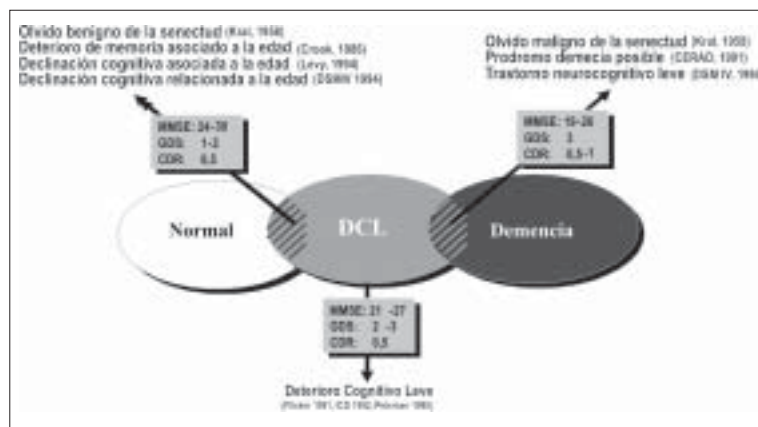 Olvido benigno de la senectud (Kral, 1958)
Deterioro de memoria asociado a la edad (Crook, 1986)
Declinación cognitiva asociada a la edad (Levy, 1994)
Declinación cognitiva relacionada a la edad (DSMIV 1994)
Olvido maligno de la senectud (Kral, 1958)
Prodromo demecia posible (CERAD, 1991)
Trastorno neurocognitivo leve (DSM IV,
MMSE: 24-30
GDS: 1-2
CDR: 0,5
MMSE:
GDS: 3
CDR: 0,5-1
Normal
DCL
Demencia
MMSE: 21 -27
GDS: 2 -3
CDR: 0,5
Deterioro Cognitivo Leve